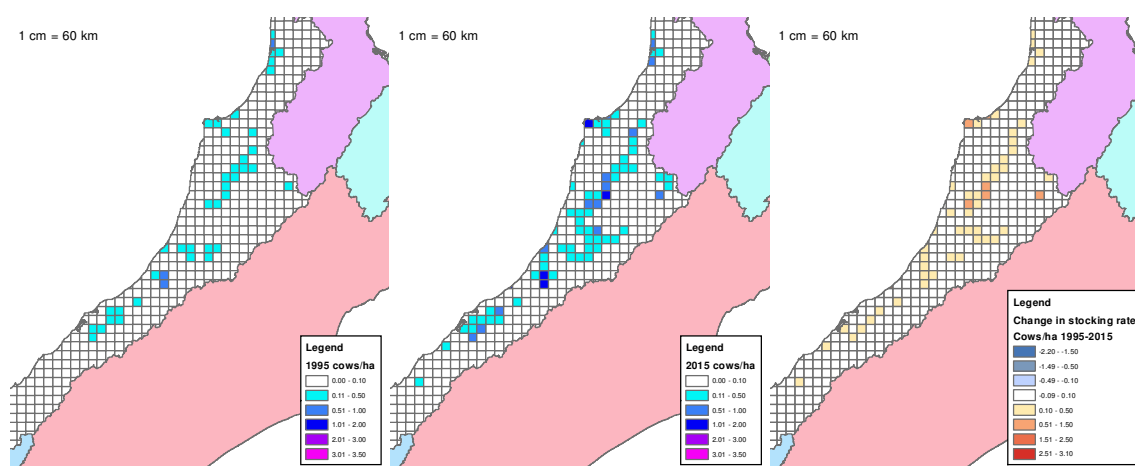 1 cm = 60 km
Legend
1995 cows/ha
0.00 - 0.10
0.11 - 0.50
0.51 - 1.00
1.01 - 2.00
2.01 - 3.00
3.01 - 3.50
1 cm = 60 km
Legend
2015 cows/ha
0.00 - 0.10
0.11 - 0.50
0.51 - 1.00
1.01 - 2.00
2.01 - 3.00
3.01 - 3.50
1 cm = 60 km
Legend
Change in stocking rate
Cows/ha 1995-2015
-2.20 - -1.50
-1.49 - -0.50
-0.49 - -0.10
-0.09 - 0.10
0.10 - 0.50
0.51 - 1.50
1.51 - 2.50
2.51 - 3.10